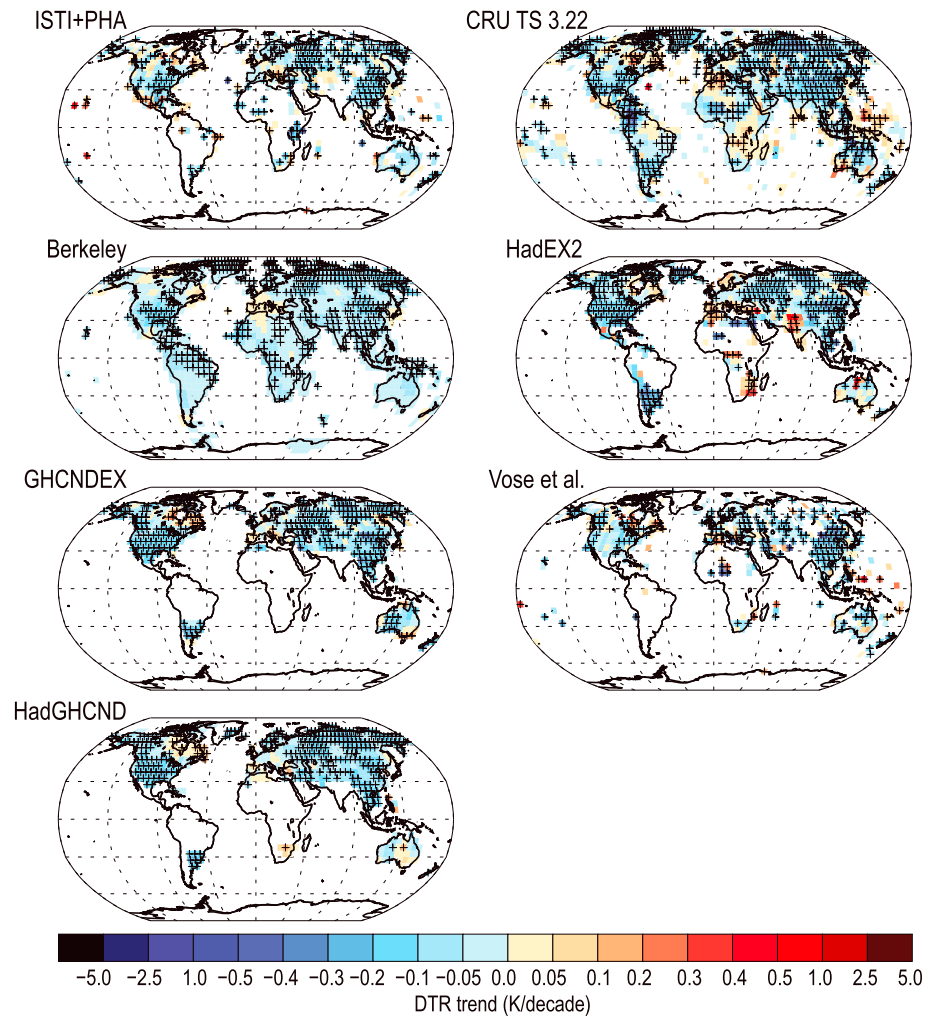 ISTI+PHA
CRU TS 3.22
Berkeley
HadEX2
GHCNDEX
Vose et al.
HadGHCND
−5.0 −2.5 1.0 −0.5 −0.4 −0.3 −0.2 −0.1 −0.05 0.0 0.05 0.1 0.2 0.3 0.4 0.5 1.0 2.5 5.0
DTR trend (K/decade)